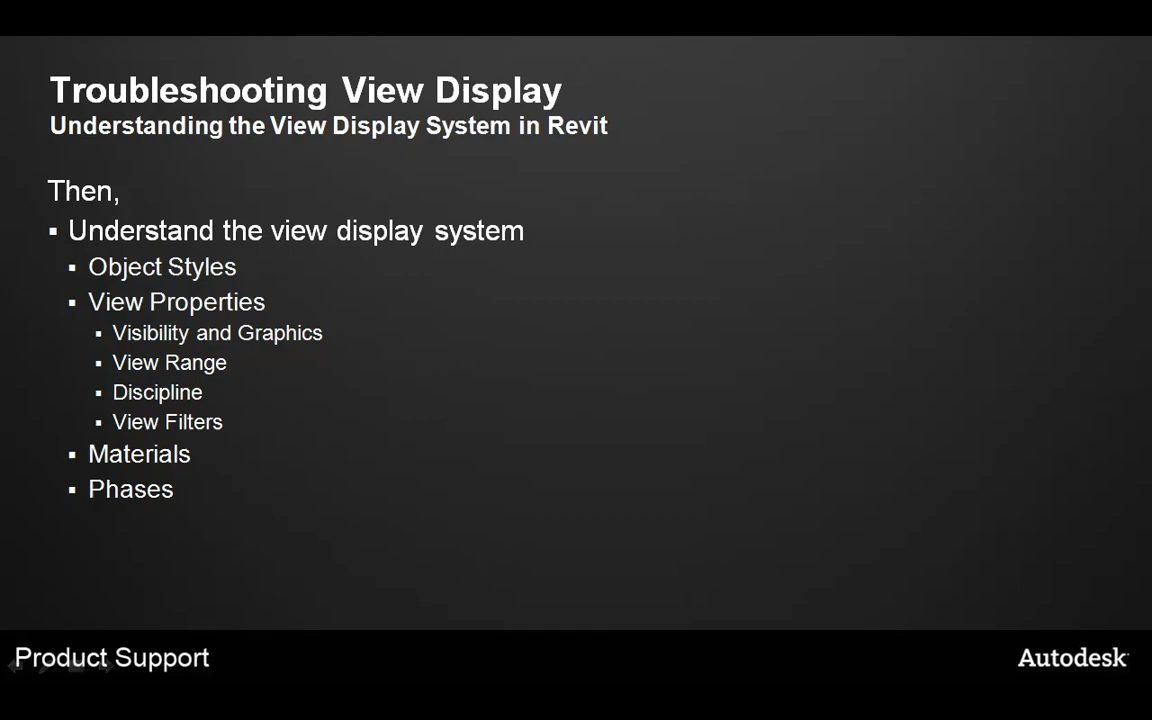 Troubleshooting View Display
Understanding the View Display System in Revit
Then,
▪ Understand the view display system
▪ Object Styles
▪ View Properties
▪ Visibility and Graphics
▪ View Range
▪ Discipline
▪ View Filters
▪ Materials
▪ Phases
Product Support
Autodesk